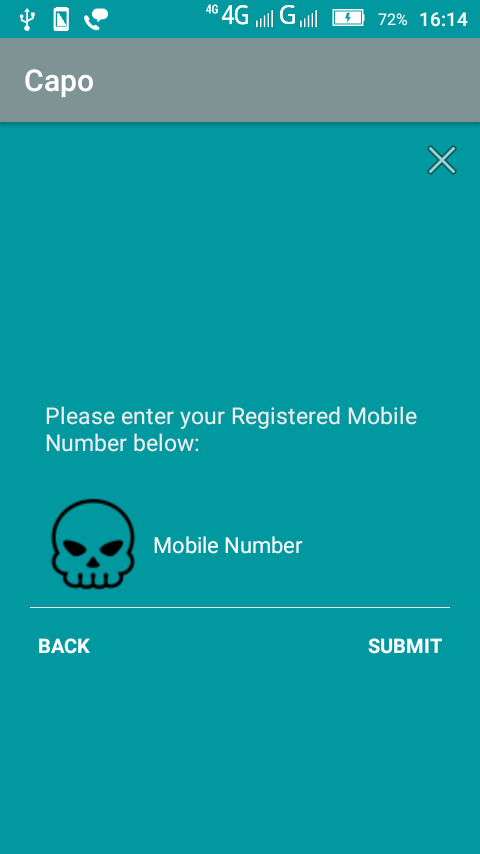 4G 4G G 72% 16:14
Capo
Please enter your Registered Mobile
Number below:
Mobile Number
BACK SUBMIT